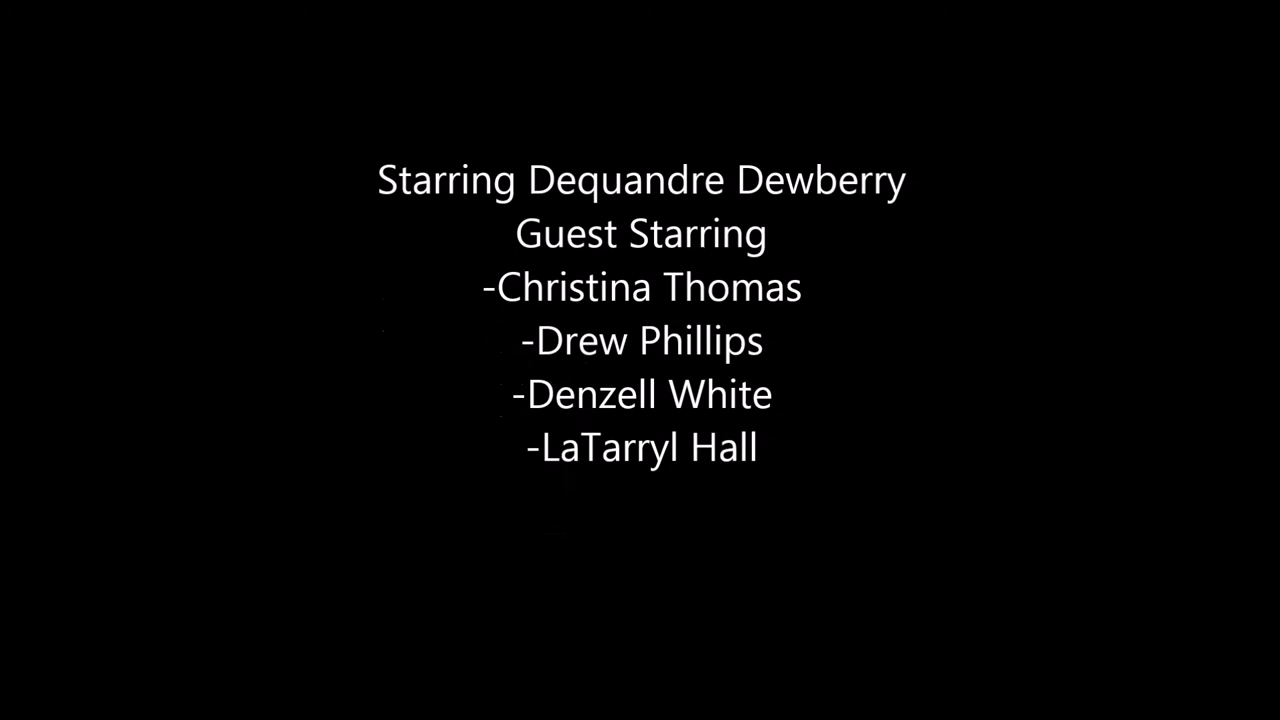 Starring Dequandre Dewberry
Guest Starring
-Christina Thomas
-Drew Phillips
-Denzell White
-LaTarryl Hall